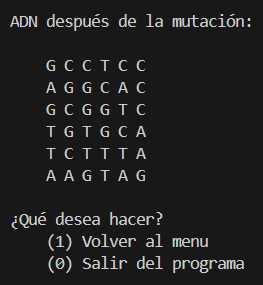 ADN después de la mutación:
G C C T C C
A G G C A C
G C G G T C
T G T G C A
T C T T T A
A A G T A G
¿Qué desea hacer?
(1) Volver al menu
(0) Salir del programa